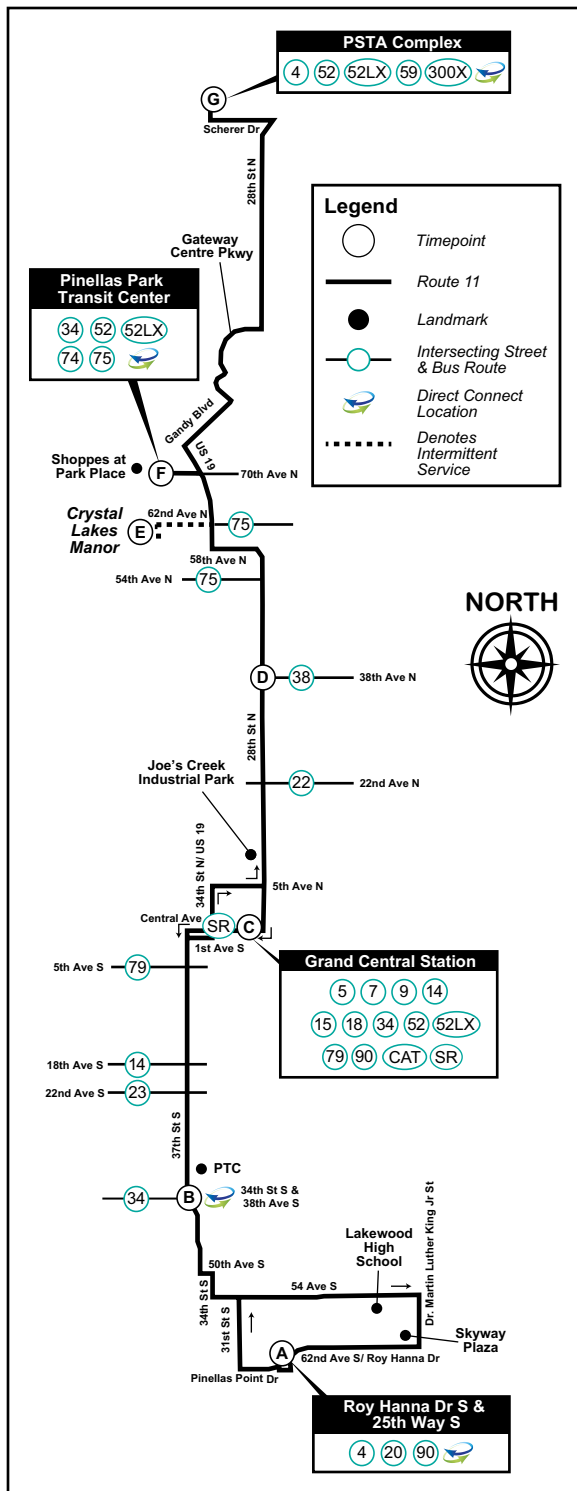 PSTA Complex
4 52 52LX 59 300X
G
Scherer Dr
28th St N
Legend
Timepoint
Route 11
Landmark
Intersecting Street
& Bus Route
Direct Connect
Location
Denotes
Intermittent
Service
Gateway
Centre Pkwy
Pinellas Park
Transit Center
34 52 52LX
74 75
Gandy Blvd
US 19
Shoppes at
Park Place
F
70th Ave N
Crystal
Lakes
Manor
E
62nd Ave N
75
58th Ave N
54th Ave N
75
NORTH
D
38
38th Ave N
28th St N
Joe's Creek
Industrial Park
22
22nd Ave N
34th St N/ US 19
5th Ave N
Central Ave
SR
C
1st Ave S
Grand Central Station
5 7 9 14
15 18 34 52 52LX
79 90 CAT SR
5th Ave S
79
18th Ave S
14
22nd Ave S
23
37th St S
PTC
34
B
34th St S &
38th Ave S
50th Ave S
34th St S
54 Ave S
Lakewood
High
School
Dr. Martin Luther King Jr St
31st St S
Skyway
Plaza
A
62nd Ave S/ Roy Hanna Dr
Pinellas Point Dr
Roy Hanna Dr S &
25th Way S
4 20 90